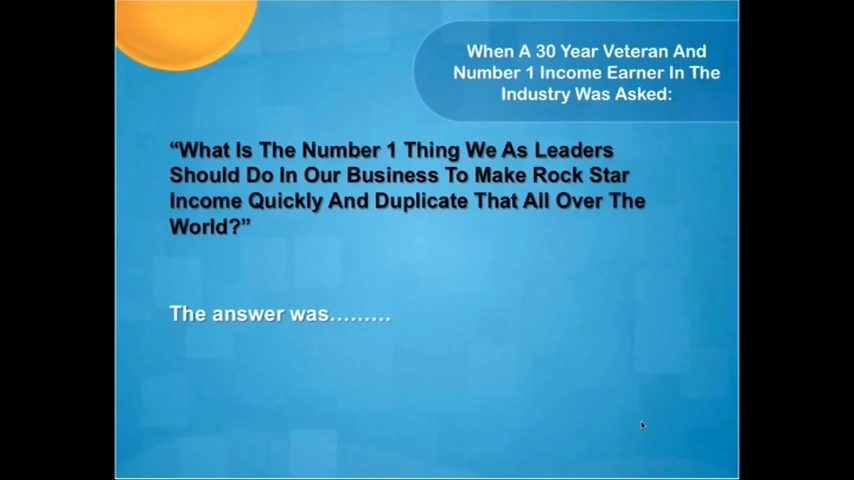 When A 30 Year Veteran And
Number 1 Income Earner In The
Industry Was Asked:
“What Is The Number 1 Thing We As Leaders
Should Do In Our Business To Make Rock Star
Income Quickly And Duplicate That All Over The
World?”
The answer was.........